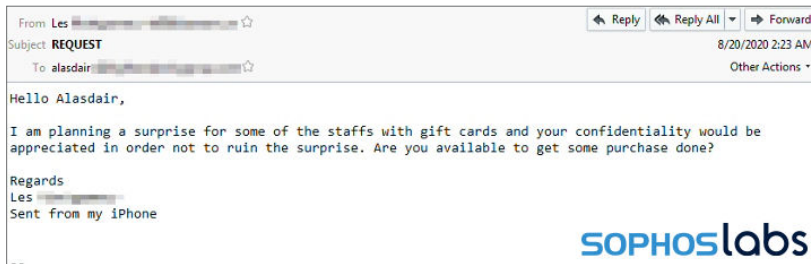 From Les
Reply Reply All Forward
Subject REQUEST
8/20/2020 2:23 AM
To alasdair
Other Actions
Hello Alasdair,
I am planning a surprise for some of the staffs with gift cards and your confidentiality would be
appreciated in order not to ruin the surprise. Are you available to get some purchase done?
Regards
Les
Sent from my iPhone
SOPHOSlabs